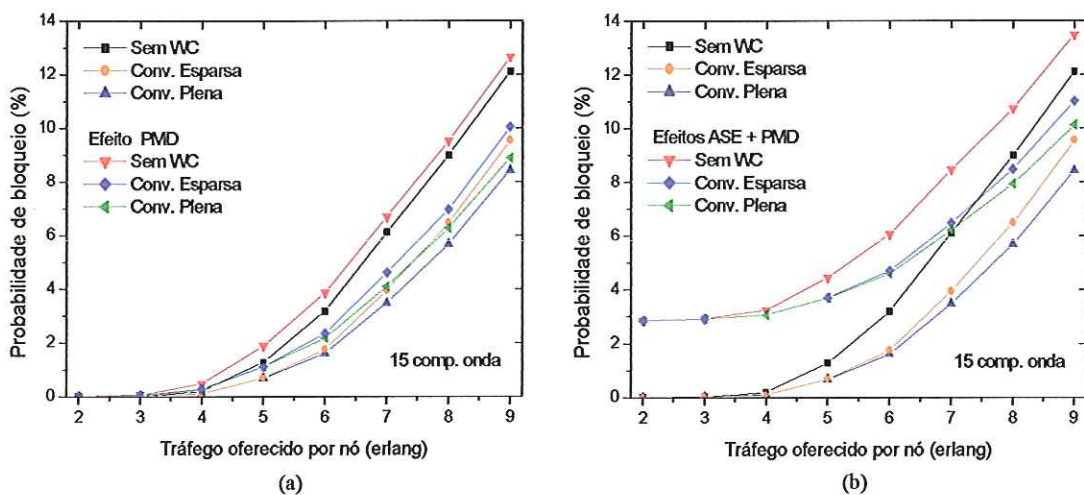 Probabilidade de bloqueio (%)
14
12
10
8
6
4
2
0
Sem WC
Conv. Esparsa
Conv. Plena
Efeito PMD
Sem WC
Conv. Esparsa
Conv. Plena
15 comp. onda
2 3 4 5 6 7 8 9
Tráfego oferecido por nó (erlang)
(a)
Probabilidade de bloqueio (%)
14
12
10
8
6
4
2
0
Sem WC
Conv. Esparsa
Conv. Plena
Efeitos ASE + PMD
Sem WC
Conv. Esparsa
Conv. Plena
15 comp. onda
2 3 4 5 6 7 8 9
Tráfego oferecido por nó (erlang)
(b)